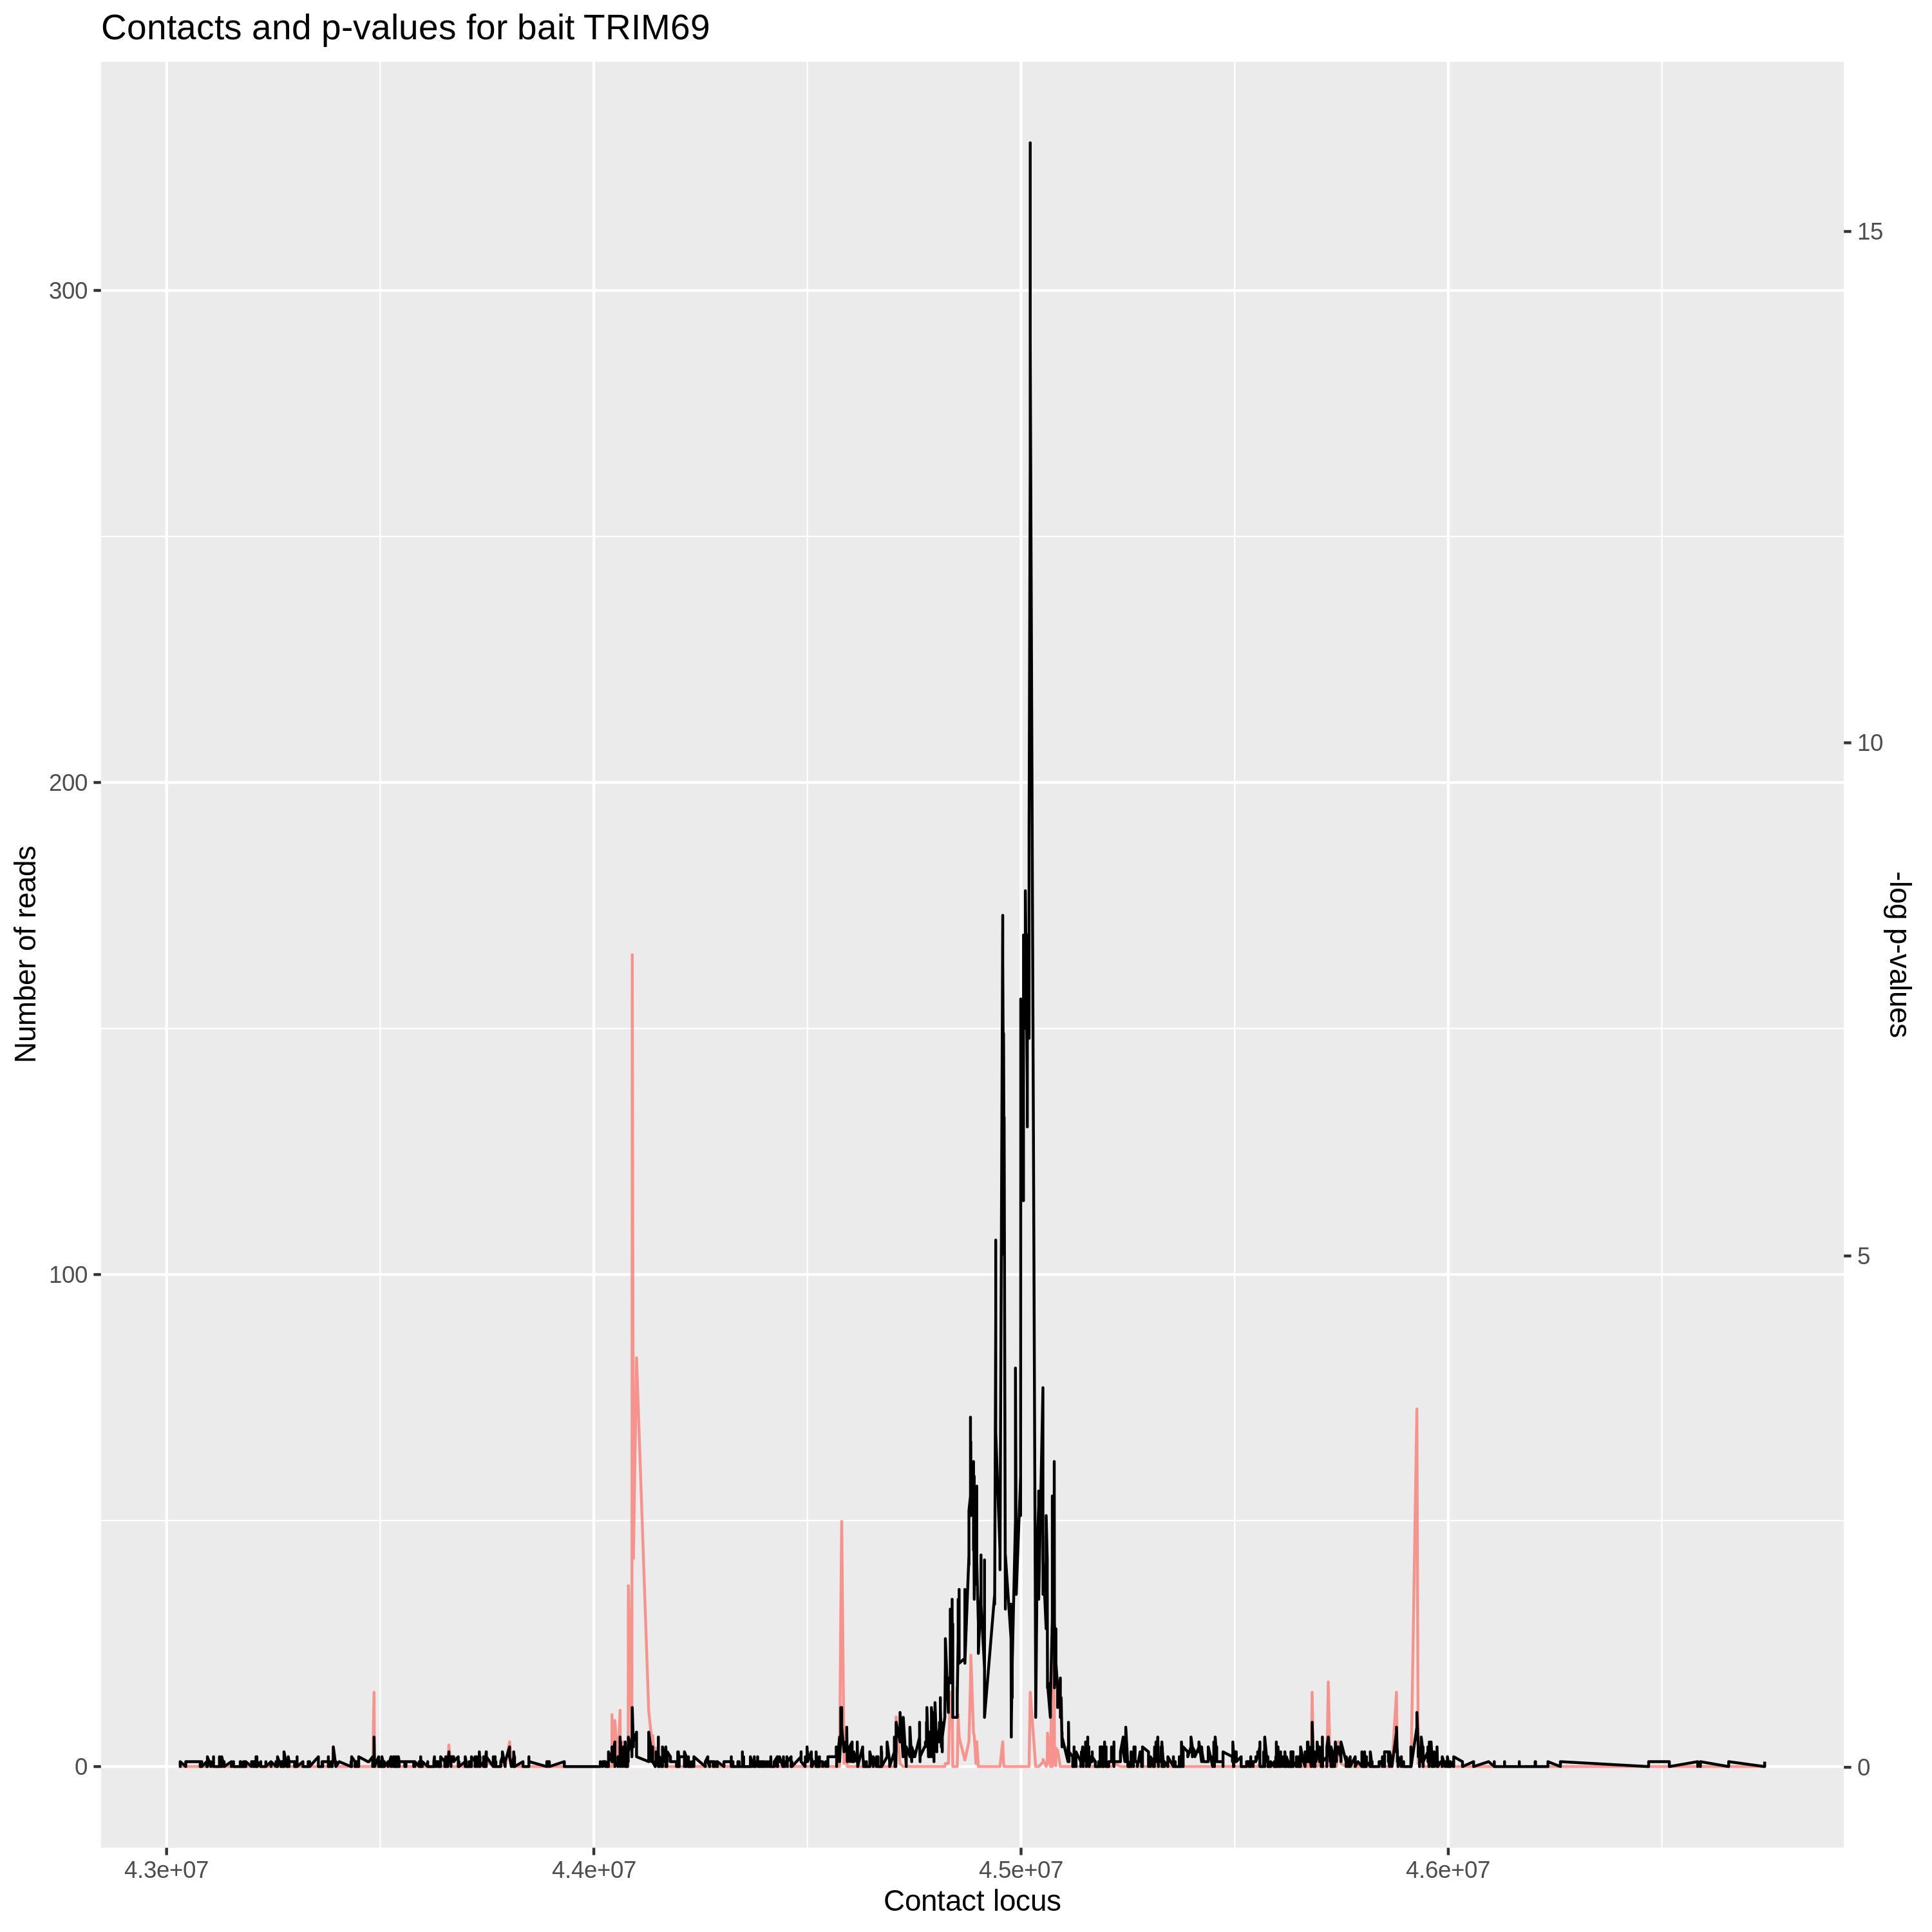 Contacts and p-values for bait TRIM69
Number of reads
300
200
100
0
15
10
5
0
-log p-values
4.3e+07
4.4e+07
4.5e+07
4.6e+07
Contact locus